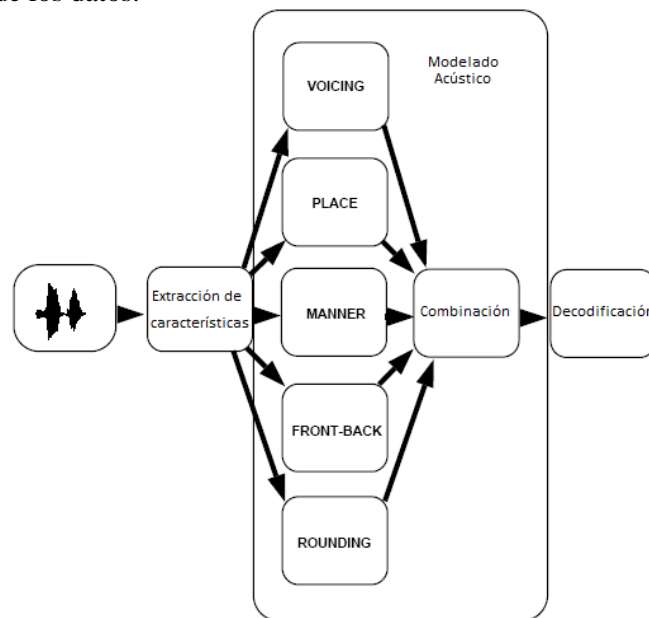 de los datos.
Modelado
Acústico
VOICING
PLACE
Extracción de
características
MANNER
Combinación
Decodificación
FRONT-BACK
ROUNDING